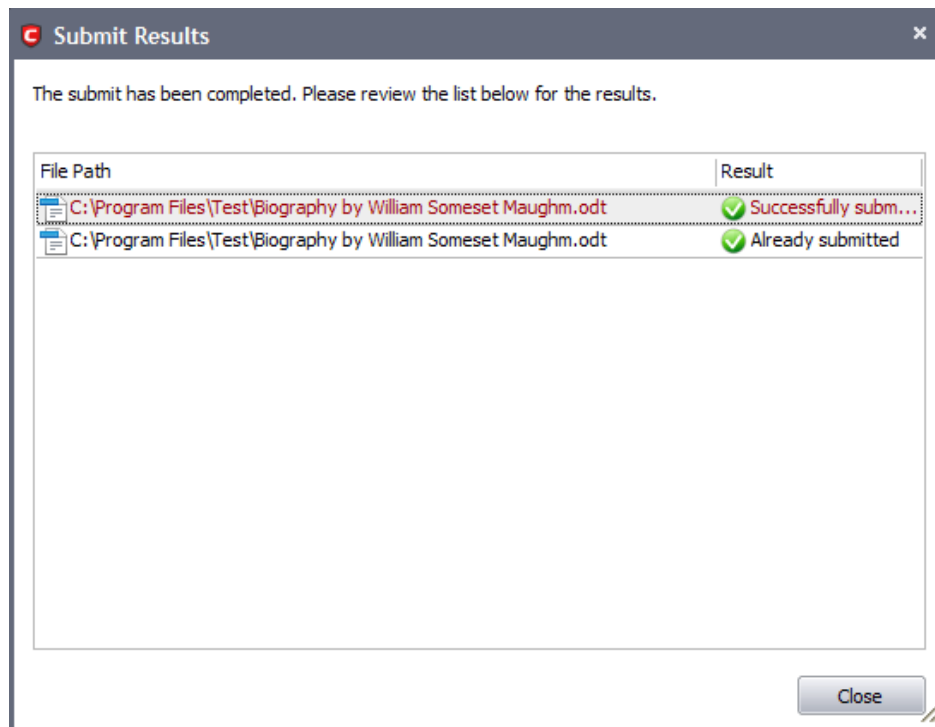 Submit Results
The submit has been completed. Please review the list below for the results.
File Path Result
C:\Program Files\Test\Biography by William Someset Maughm.odt Successfully subm...
C:\Program Files\Test\Biography by William Someset Maughm.odt Already submitted
Close